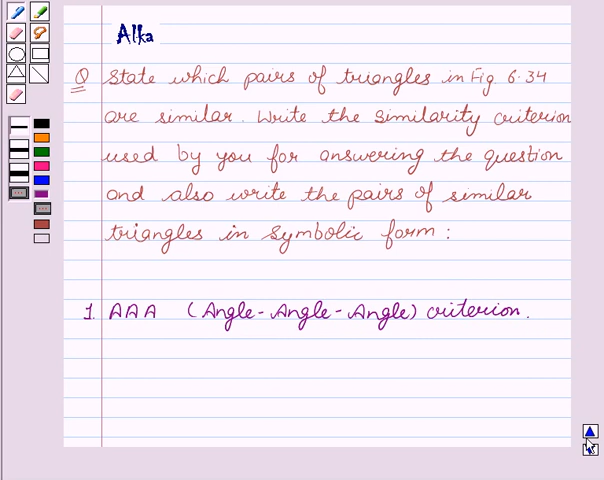 Alka
Q State which pairs of triangles in Fig 6.34
are similar. Write the similarity criterion
used by you for answering the question
and also write the pairs of similar
triangles in symbolic form :
1. AAA (Angle - Angle - Angle) criterion.